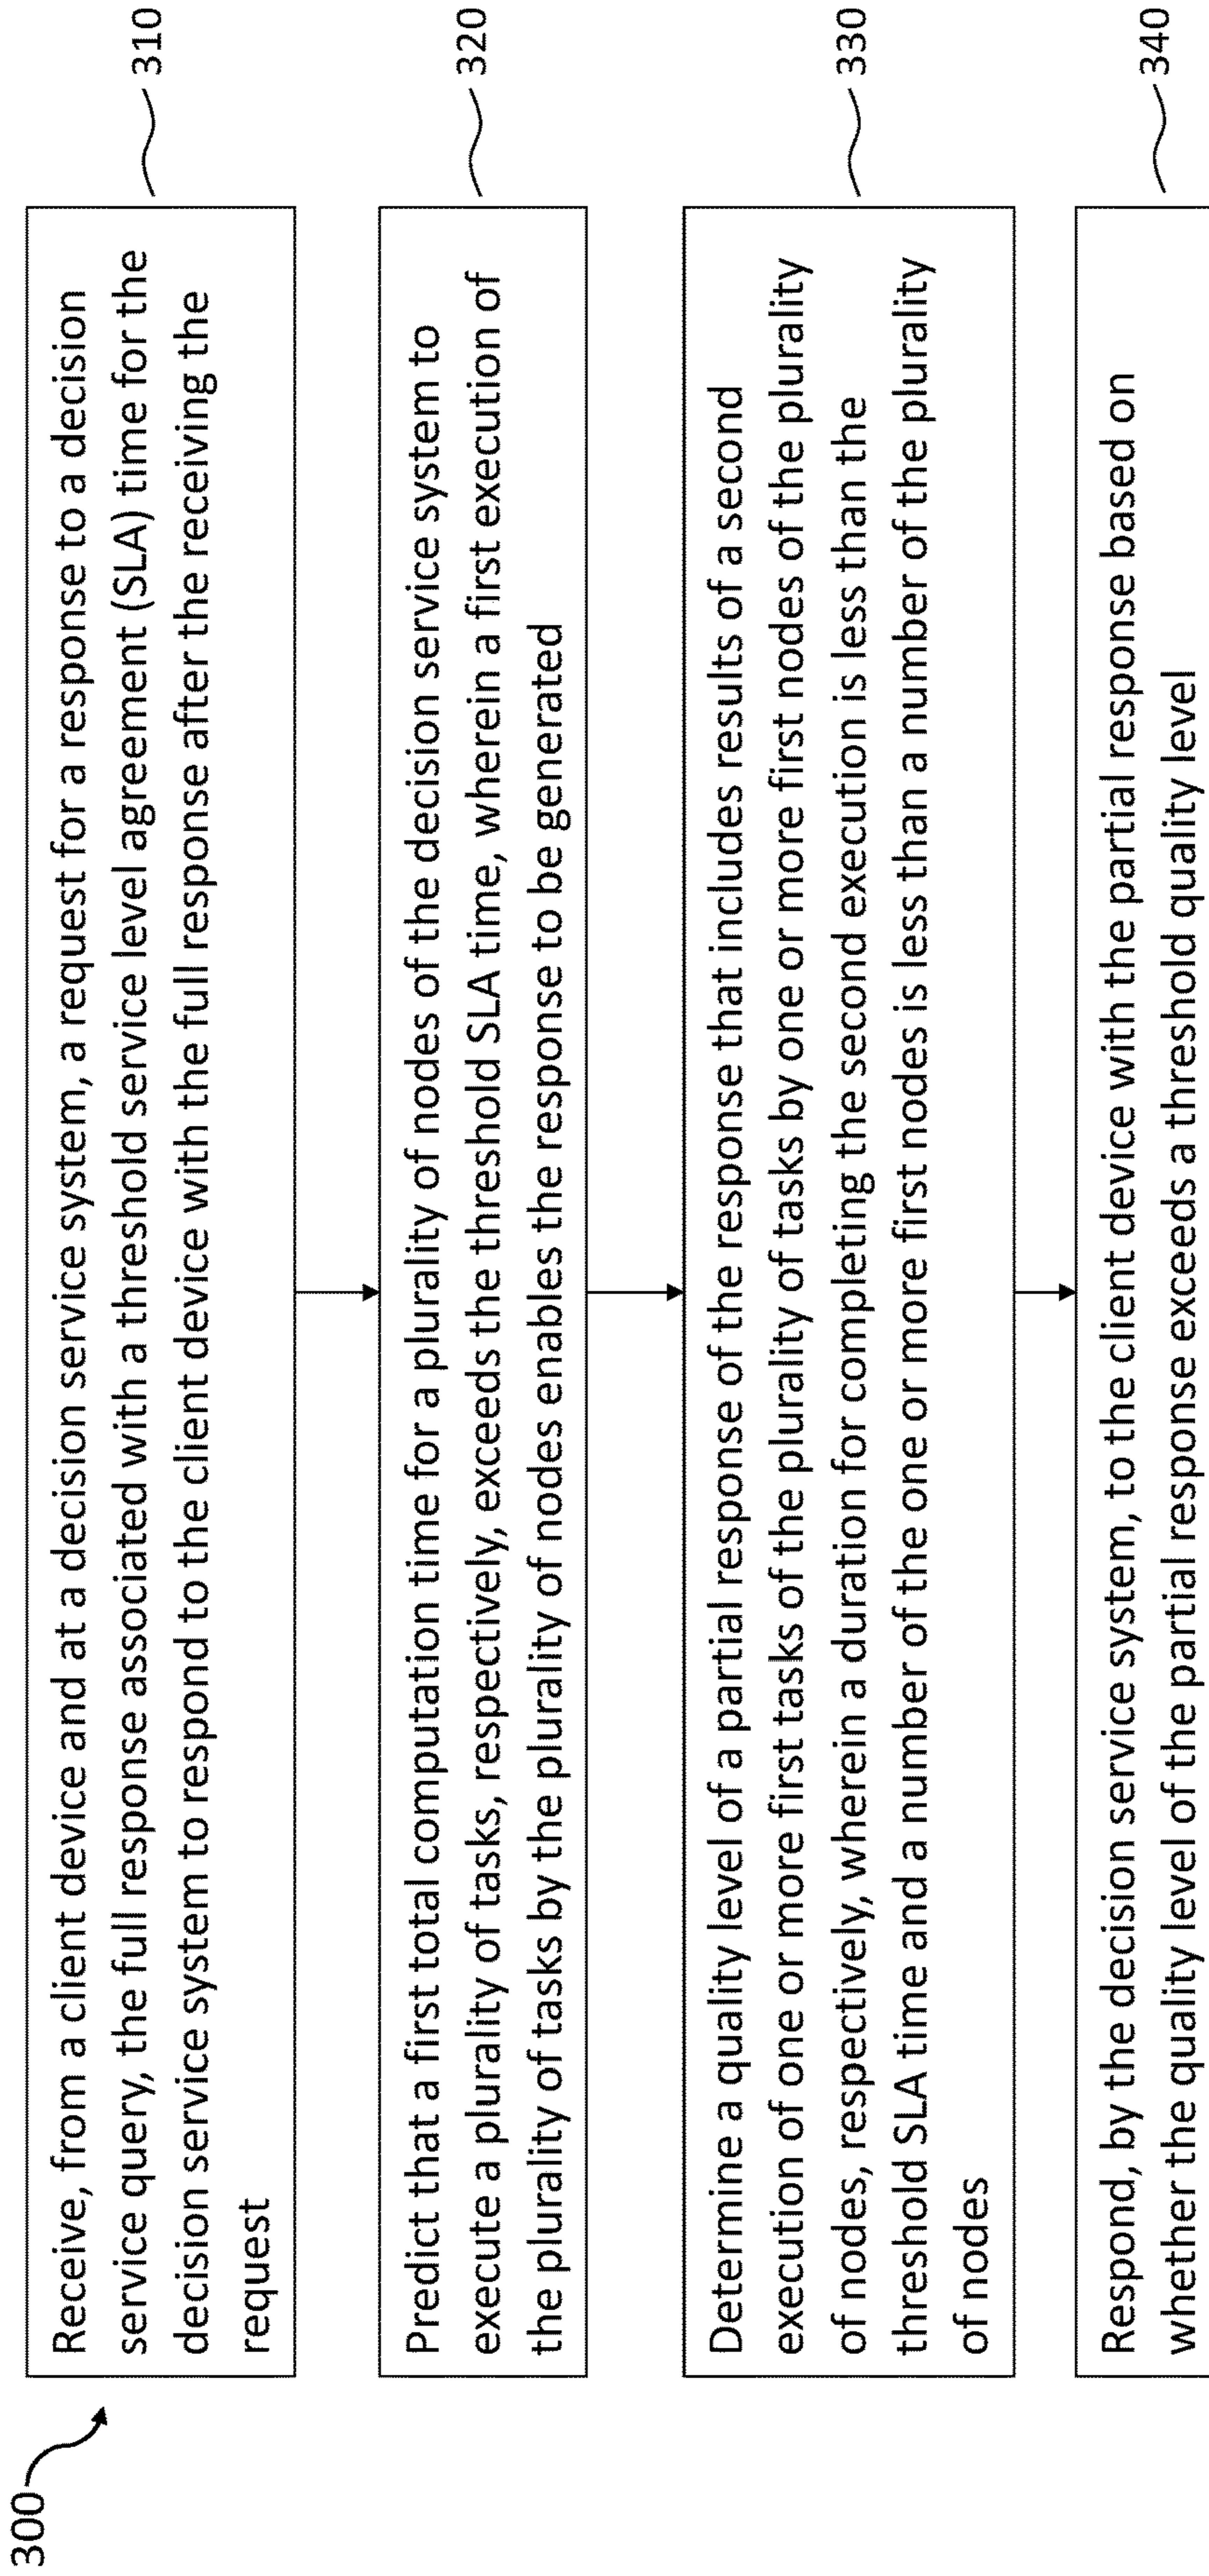 300
Receive, from a client device and at a decision service system, a request for a response to a decision
service query, the full response associated with a threshold service level agreement (SLA) time for the
decision service system to respond to the client device with the full response after the receiving the
request
310
Predict that a first total computation time for a plurality of nodes of the decision service system to
execute a plurality of tasks, respectively, exceeds the threshold SLA time, wherein a first execution of
the plurality of tasks by the plurality of nodes enables the response to be generated
320
Determine a quality level of a partial response of the response that includes results of a second
execution of one or more first tasks of the plurality of tasks by one or more first nodes of the plurality
of nodes, respectively, wherein a duration for completing the second execution is less than the
threshold SLA time and a number of the one or more first nodes is less than a number of the plurality
of nodes
330
Respond, by the decision service system, to the client device with the partial response based on
whether the quality level of the partial response exceeds a threshold quality level
340